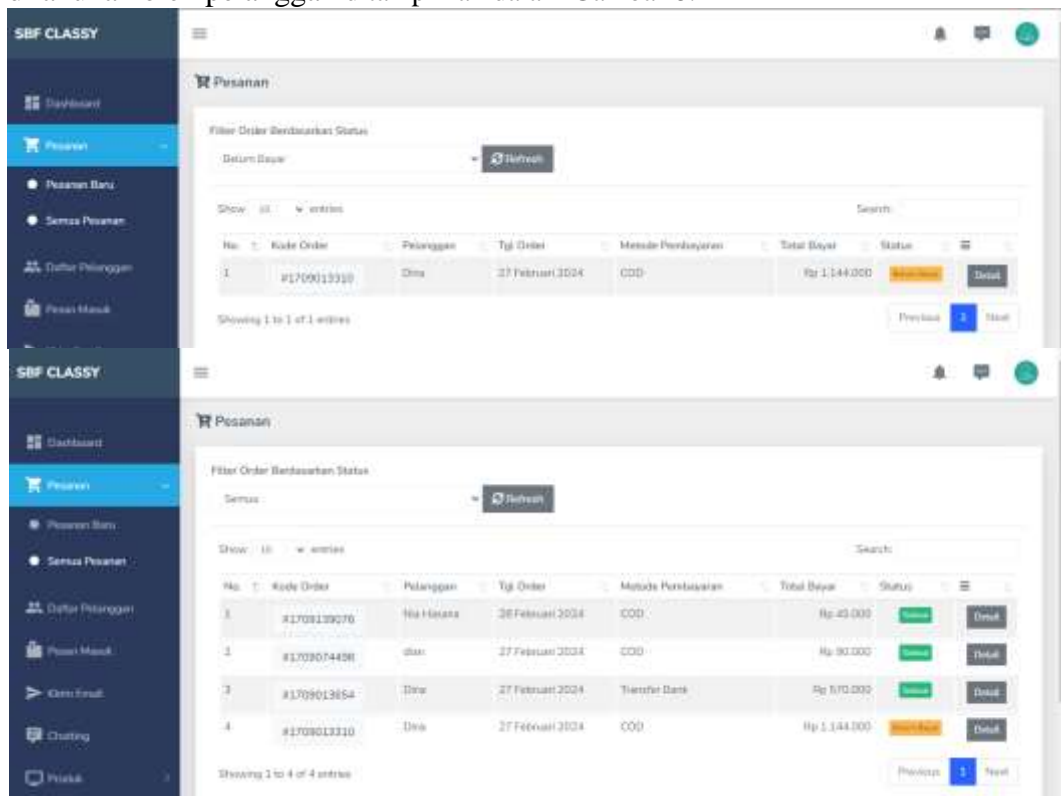 SBF CLASSY
Pesanan
Dashboard
Filter Order Berdasarkan Status
Pesanan
Belum Bayar Refresh
Pesanan Baru
Semua Pesanan
Show 10 entries Search:
No. Kode Order Pelanggan Tgl Order Metode Pembayaran Total Bayar Status
Daftar Pelanggan
1 #1709013310 Dina 27 Februari 2024 COD Rp 1.144.000 Belum Bayar Detail
Pesan Masuk
Showing 1 to 1 of 1 entries Previous 1 Next
SBF CLASSY
Pesanan
Dashboard
Filter Order Berdasarkan Status
Pesanan
Semua Refresh
Pesanan Baru
Show 10 entries Search:
Semua Pesanan
No. Kode Order Pelanggan Tgl Order Metode Pembayaran Total Bayar Status
Daftar Pelanggan
1 #1709139076 Nia Hasana 28 Februari 2024 COD Rp 45.000 Detail
Pesan Masuk
2 #1709074498 dian 27 Februari 2024 COD Rp 90.000 Detail
3 #1709013654 Dina 27 Februari 2024 Transfer Bank Rp 570.000 Detail
Kirim Email
4 #1709013310 Dina 27 Februari 2024 COD Rp 1.144.000 Belum Bayar Detail
Chatting
Produk
Showing 1 to 4 of 4 entries Previous 1 Next